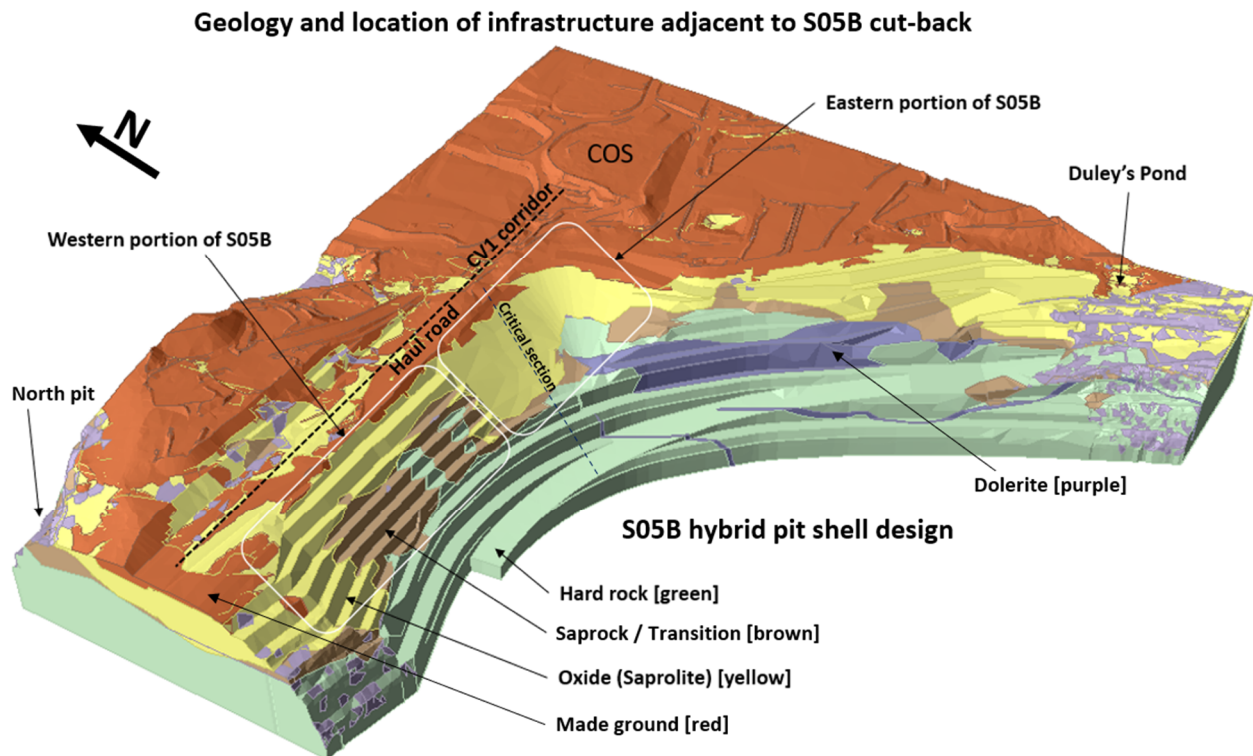 Geology and location of infrastructure adjacent to S05B cut-back
N
Eastern portion of S05B
COS
Duley's Pond
Western portion of S05B
CV1 corridor
Haul road
Critical section
North pit
Dolerite [purple]
S05B hybrid pit shell design
Hard rock [green]
Saprock / Transition [brown]
Oxide (Saprolite) [yellow]
Made ground [red]